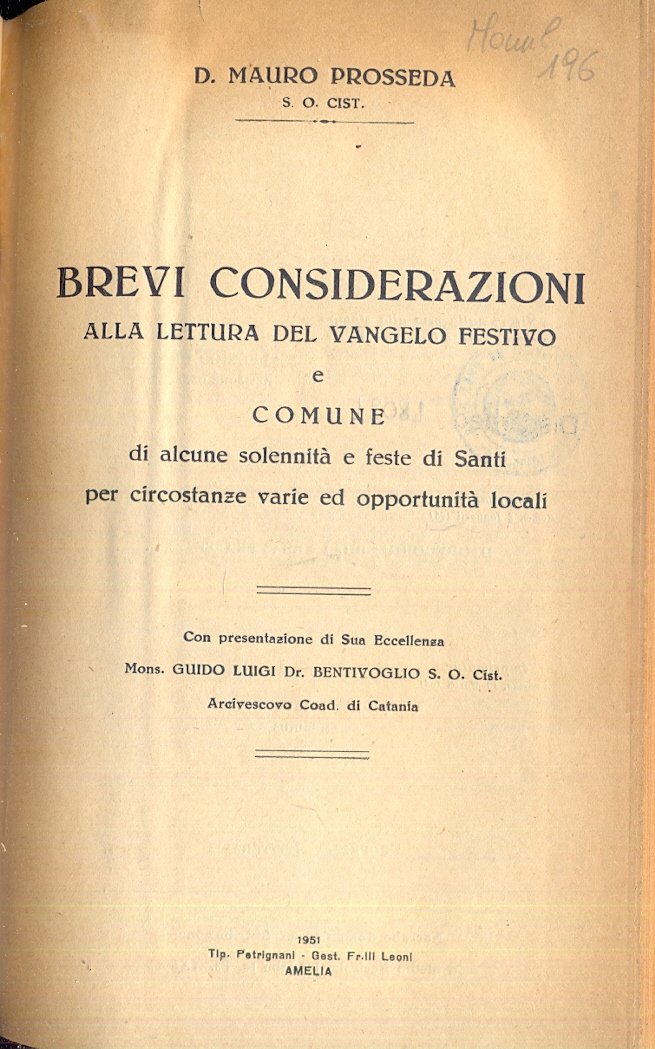 D. MAURO PROSSEDA
S. O. CIST.
BREVI CONSIDERAZIONI
ALLA LETTURA DEL VANGELO FESTIVO
e
COMUNE
di alcune solennità e feste di Santi
per circostanze varie ed opportunità locali
Con presentazione di Sua Eccellenza
Mons. GUIDO LUIGI Dr. BENTIVOGLIO S. O. Cist.
Arcivescovo Coad. di Catania
1951
Tip. Petrignani - Gest. Fr.lli Leoni
AMELIA
196